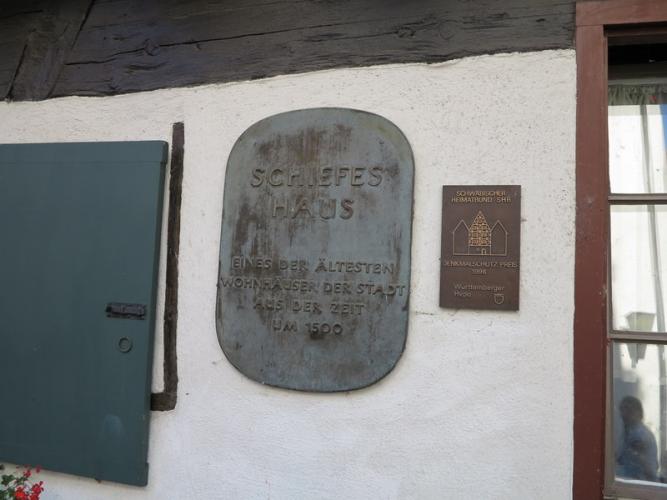 SCHIEFES
HAUS
EINES DER ÄLTESTEN
WOHNHÄUSER DER STADT
AUS DER ZEIT
UM 1500
SCHWÄBISCHER
HEIMATBUND SHB
DENKMALSCHUTZ PREIS
Württemberger
Hypo